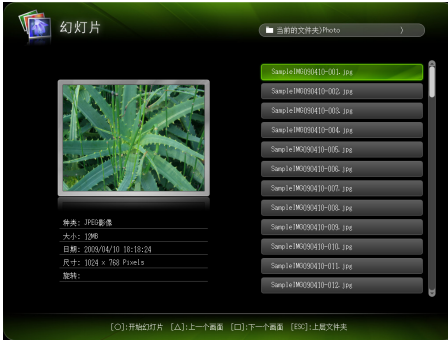 幻灯片
当前的文件夹)Photo 〉
SampleIMG090410-001.jpg
SampleIMG090410-002.jpg
SampleIMG090410-003.jpg
SampleIMG090410-004.jpg
SampleIMG090410-005.jpg
SampleIMG090410-006.jpg
SampleIMG090410-007.jpg
SampleIMG090410-008.jpg
SampleIMG090410-009.jpg
SampleIMG090410-010.jpg
SampleIMG090410-011.jpg
SampleIMG090410-012.jpg
种类: JPEG影像
大小: 12MB
日期: 2009/04/10 18:18:24
尺寸: 1024 x 768 Pixels
旋转:
[○]:开始幻灯片 [△]:上一个画面 [□]:下一个画面 [ESC]:上层文件夹